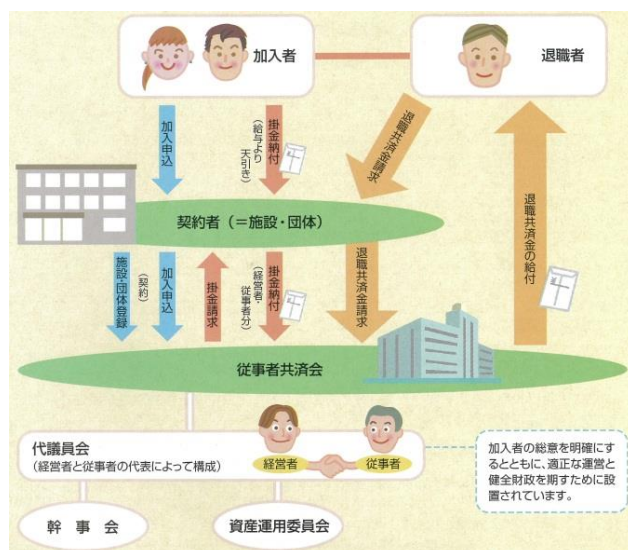 加入者
退職者
加入申込
掛金納付
(給与より
天引き)
退職共済金請求
退職共済金の給付
契約者（=施設・団体）
施設・団体登録
(契約)
加入申込
掛金請求
掛金納付
(経営者・
従事者分)
退職共済金請求
従事者共済会
代議員会
(経営者と従事者の代表によって構成)
経営者
従事者
加入者の総意を明確にす
るとともに、適正な運営と
健全財政を期すために設
置されています。
幹事会
資産運用委員会